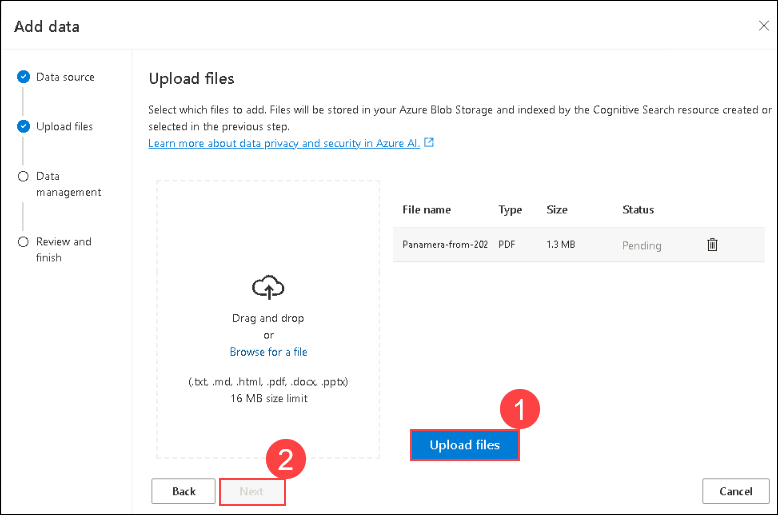 Add data
Data source
Upload files
Data
management
Review and
finish
Upload files
Select which files to add. Files will be stored in your Azure Blob Storage and indexed by the Cognitive Search resource created or
selected in the previous step.
Learn more about data privacy and security in Azure AI.
Drag and drop
or
Browse for a file
(.txt, .md, .html, .pdf, .docx, .pptx)
16 MB size limit
File name Type Size Status
Panamera-from-202 PDF 1.3 MB Pending
1
Upload files
2
Back Next Cancel